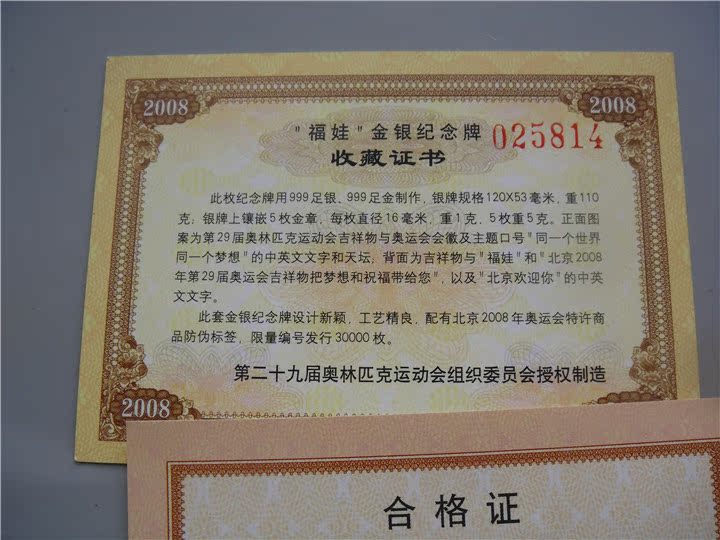 2008
2008
"福娃"金银纪念牌 025814
收藏证书
此枚纪念牌用999足银、999足金制作，银牌规格120X53毫米，重110
克；银牌上镶嵌5枚金章，每枚直径16毫米，重1克，5枚重5克。正面图
案为第29届奥林匹克运动会吉祥物与奥运会会徽及主题口号"同一个世界
同一个梦想"的中英文文字和天坛；背面为吉祥物与"福娃"和"北京2008
年第29届奥运会吉祥物把梦想和祝福带给您"，以及"北京欢迎你"的中英
文文字。
此套金银纪念牌设计新颖，工艺精良，配有北京2008年奥运会特许商
品防伪标签，限量编号发行30000枚。
第二十九届奥林匹克运动会组织委员会授权制造
2008
合格证